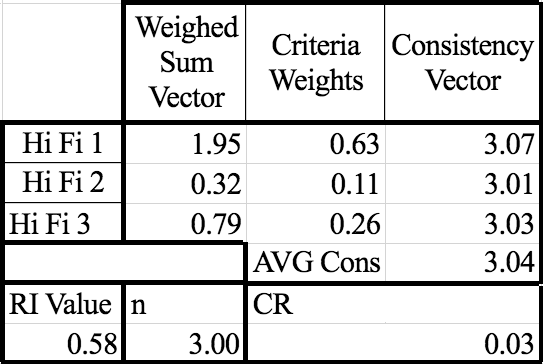 Weighed Sum Vector Criteria Weights Consistency Vector
Hi Fi 1 1.95 0.63 3.07
Hi Fi 2 0.32 0.11 3.01
Hi Fi 3 0.79 0.26 3.03
AVG Cons 3.04
RI Value n CR
0.58 3.00 0.03